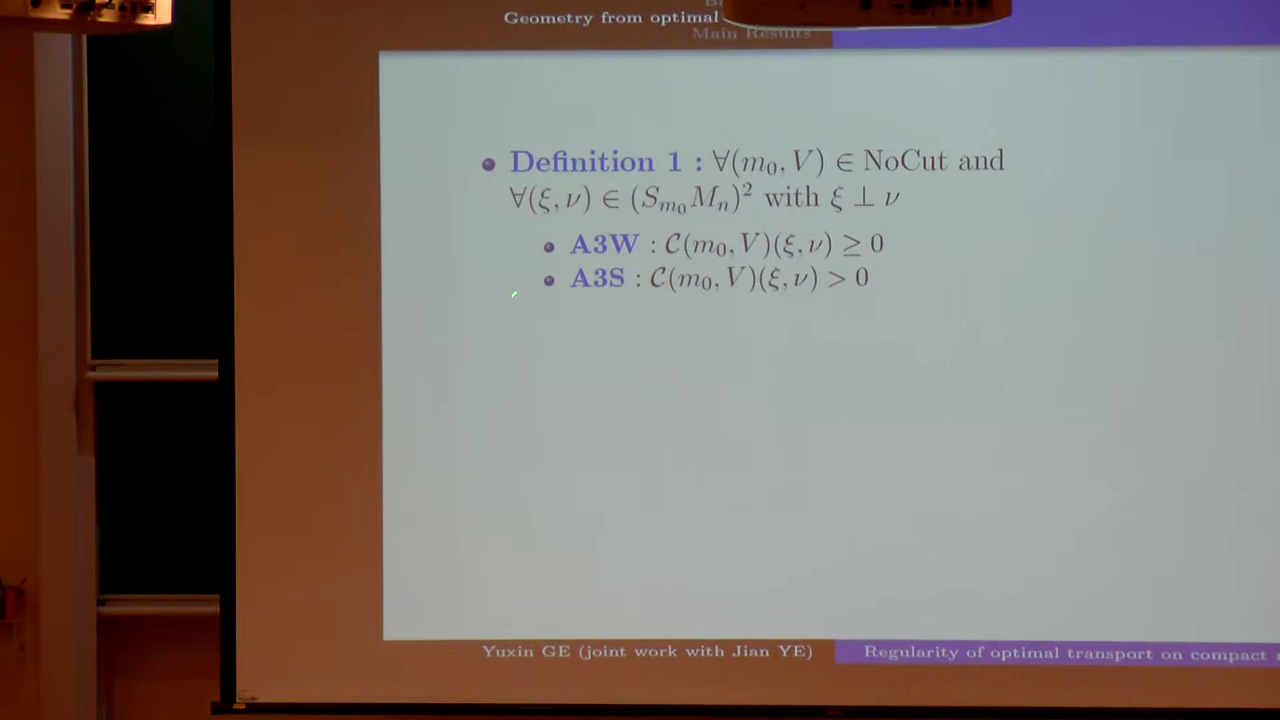 Geometry from optimal
Main Results
• Definition 1 : ∀(m₀, V) ∈ NoCut and
∀(ξ, ν) ∈ (S_{m₀}M_n)² with ξ ⊥ ν
• A3W : 𝒞(m₀, V)(ξ, ν) ≥ 0
• A3S : 𝒞(m₀, V)(ξ, ν) > 0
Yuxin GE (joint work with Jian YE)
Regularity of optimal transport on compact